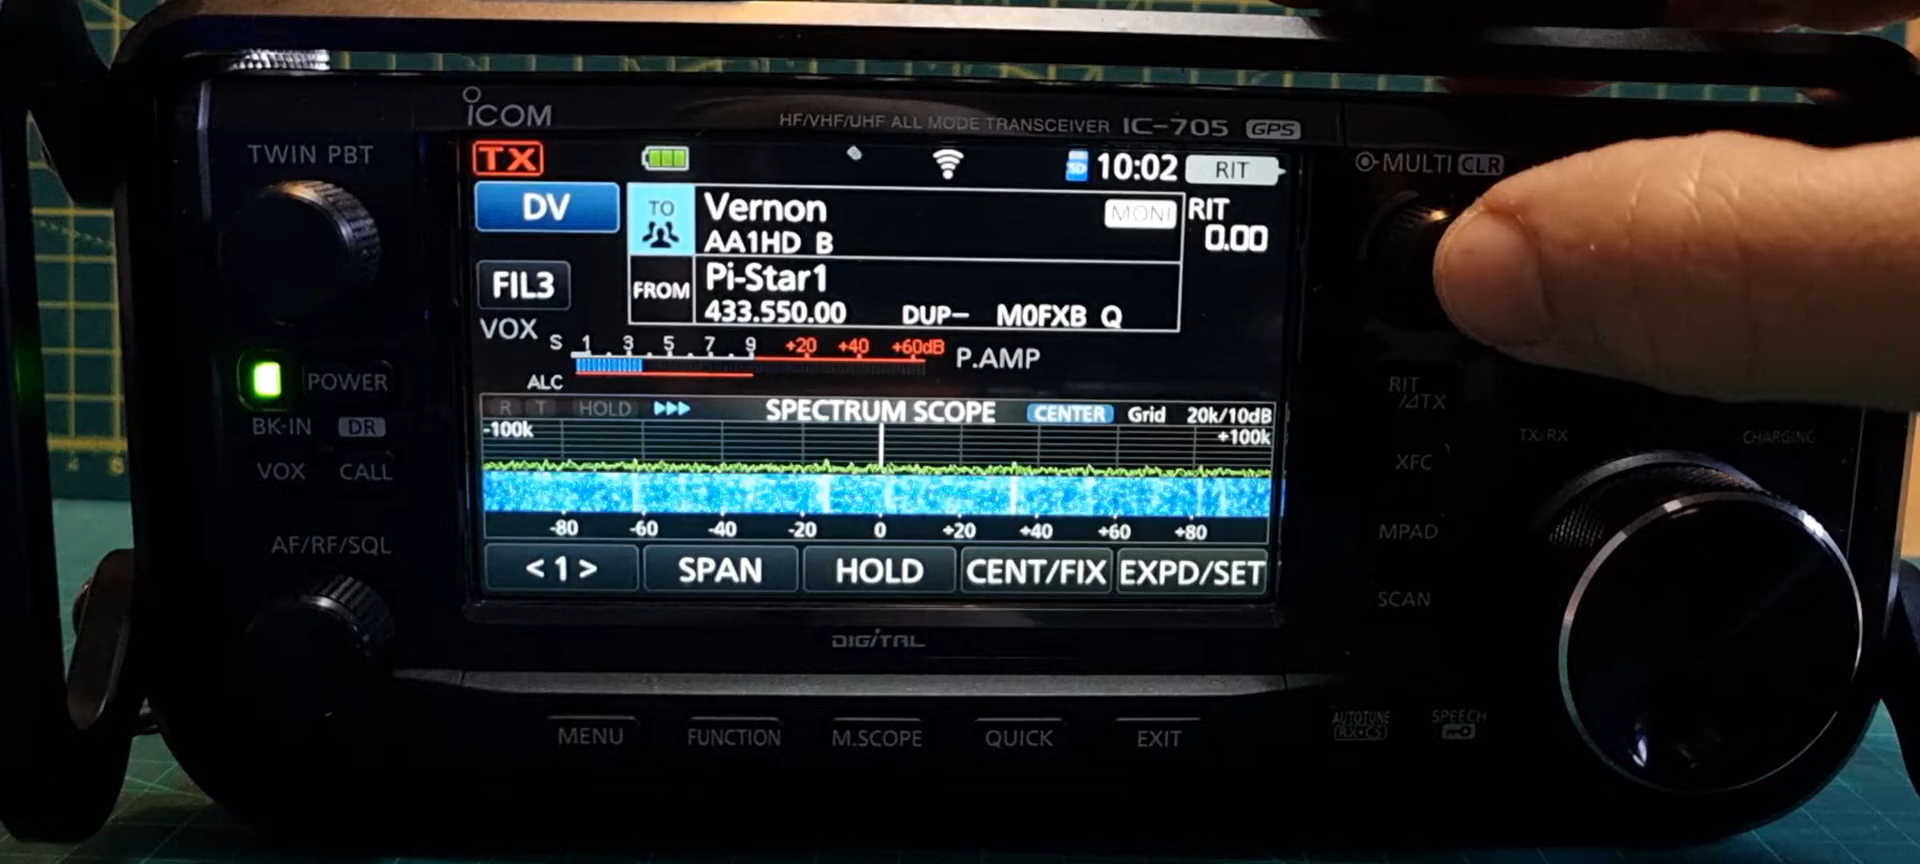 ICOM
HF/VHF/UHF ALL MODE TRANSCEIVER IC-705 GPS
TWIN PBT
MULTI CLR
TX
10:02
RIT
DV
TO
Vernon
MONI
RIT
AA1HD B
0.00
FIL3
FROM
Pi-Star1
433.550.00 DUP- M0FXB Q
VOX
S 1 3 5 7 9 +20 +40 +60dB
P.AMP
ALC
POWER
BK-IN DR
VOX CALL
R T HOLD
SPECTRUM SCOPE CENTER Grid 20k/10dB
-100k +100k
-80 -60 -40 -20 0 +20 +40 +60 +80
<1> SPAN HOLD CENT/FIX EXPD/SET
AF/RF/SQL
RIT
/⊿TX
TX/RX
CHARGING
XFC
MPAD
SCAN
DIGITAL
MENU FUNCTION M.SCOPE QUICK EXIT
AUTOTUNE
RX→CS
SPEECH